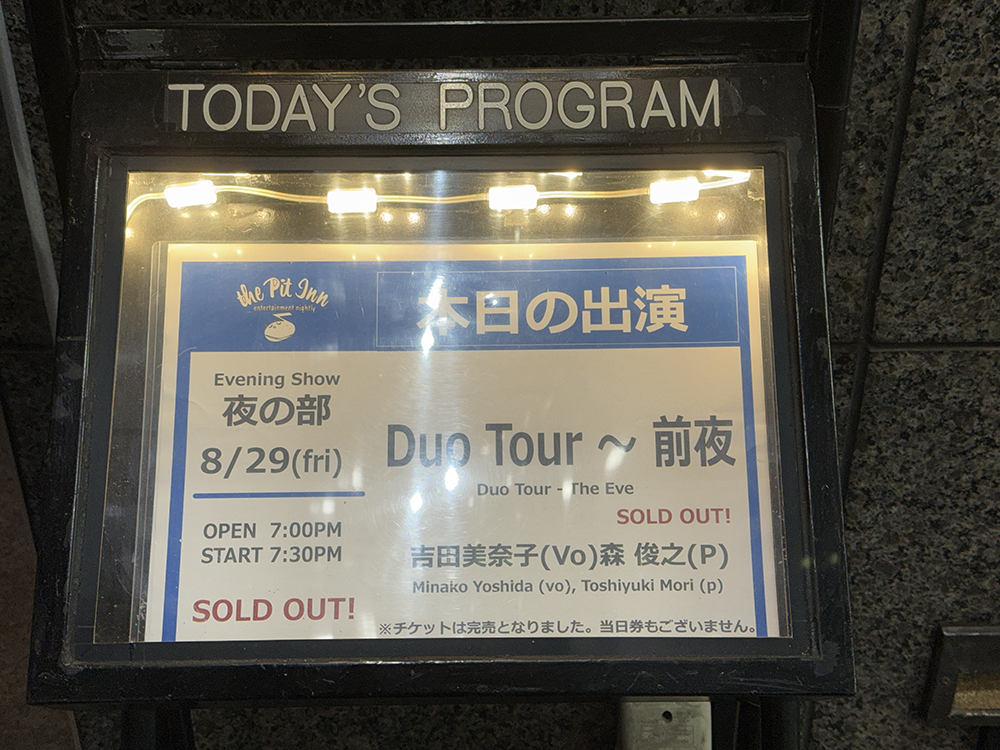 TODAY'S PROGRAM
the Pit Inn
entertainment nightly
本日の出演
Evening Show
夜の部
8/29(fri)
OPEN 7:00PM
START 7:30PM
SOLD OUT!
Duo Tour ～ 前夜
Duo Tour - The Eve
SOLD OUT!
吉田美奈子(Vo)森 俊之(P)
Minako Yoshida (vo), Toshiyuki Mori (p)
※チケットは完売となりました。当日券もございません。